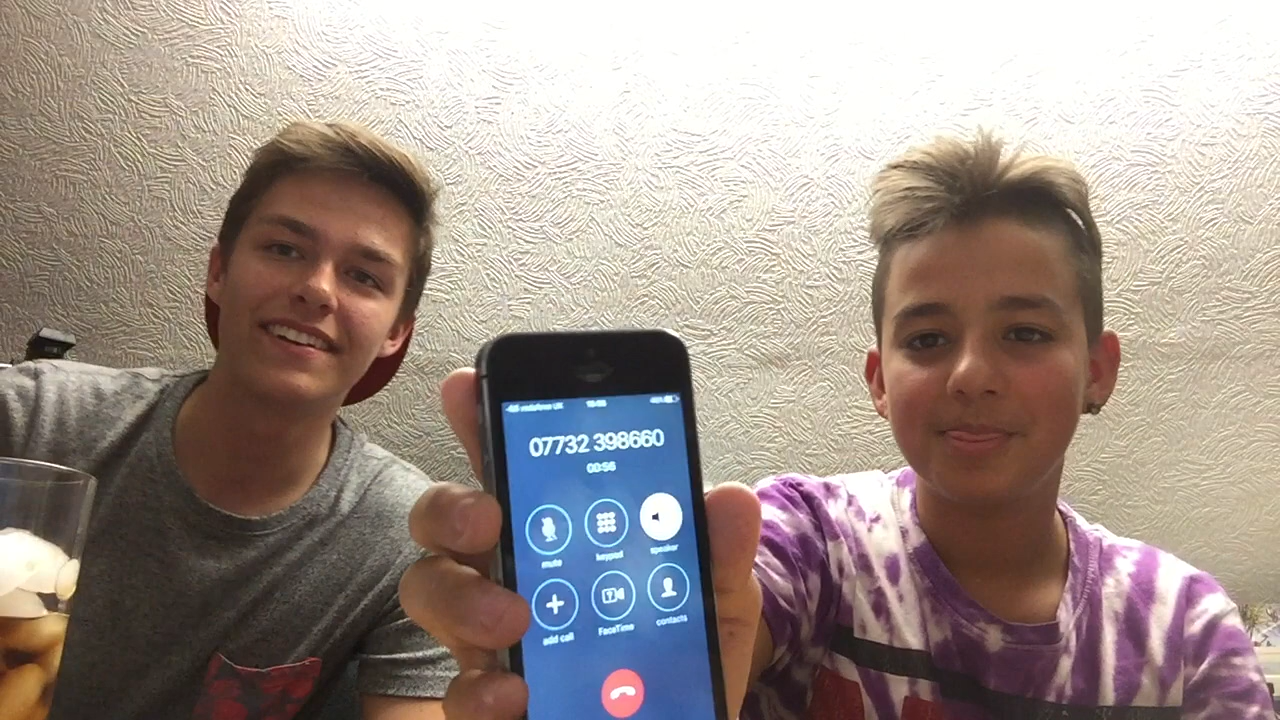 vodafone UK
07732 398660
00:56
mute keypad speaker
add call FaceTime contacts